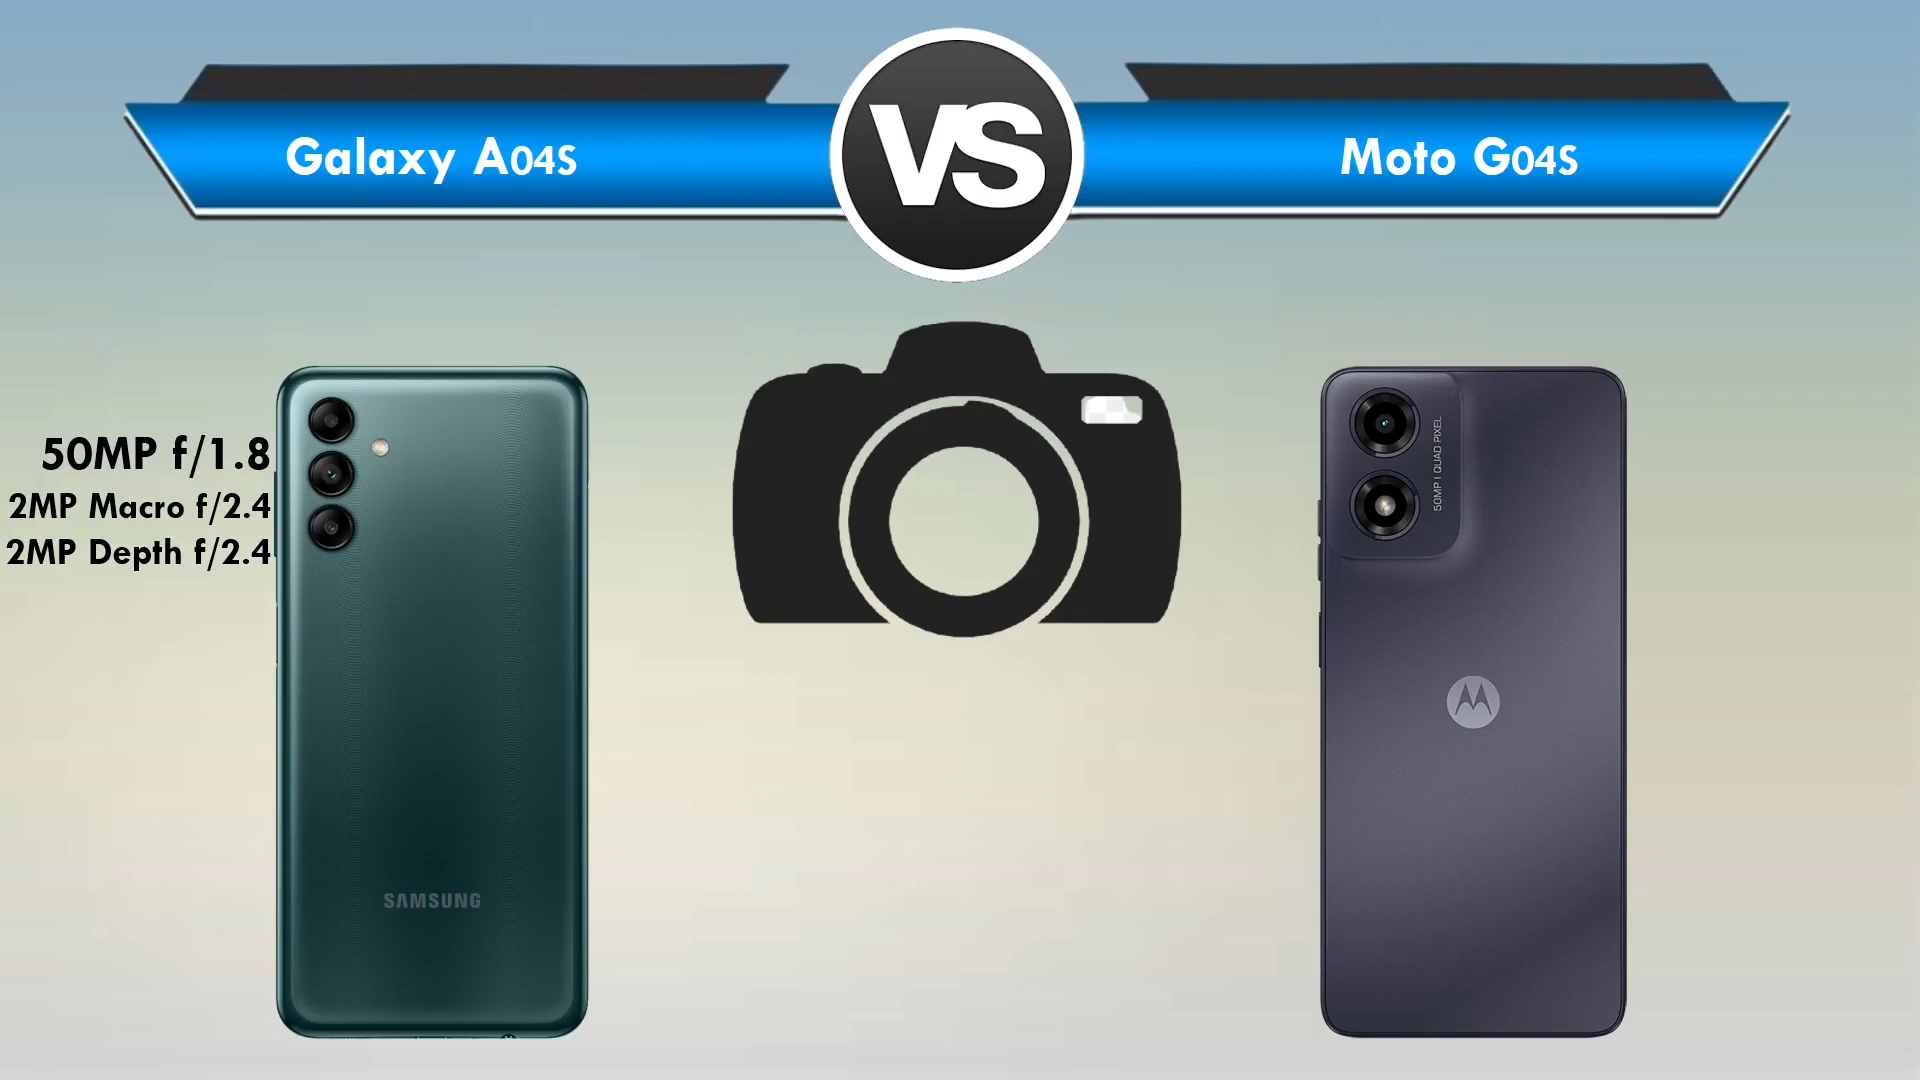 Galaxy A04S
VS
Moto G04S
50MP f/1.8
2MP Macro f/2.4
2MP Depth f/2.4
50MP | QUAD PIXEL
SAMSUNG